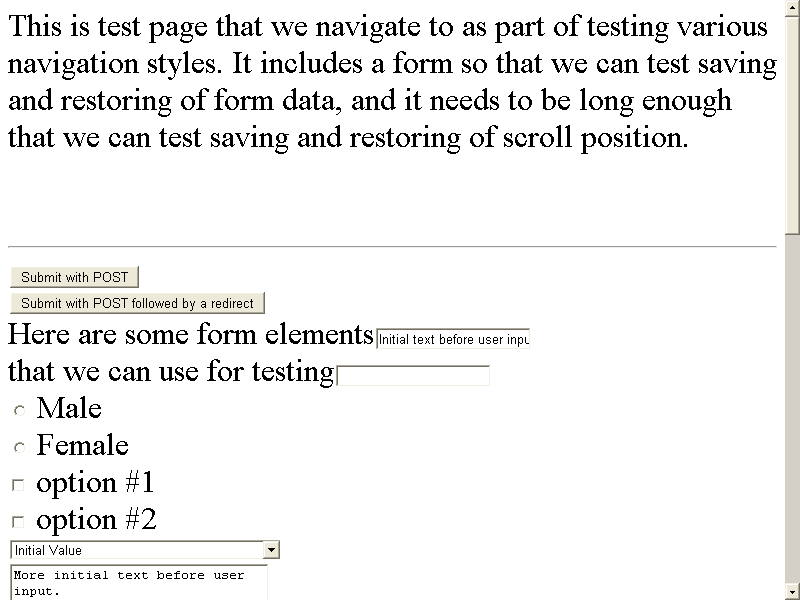 This is test page that we navigate to as part of testing various
navigation styles. It includes a form so that we can test saving
and restoring of form data, and it needs to be long enough
that we can test saving and restoring of scroll position.
Submit with POST
Submit with POST followed by a redirect
Here are some form elements Initial text before user inpu
that we can use for testing
Male
Female
option #1
option #2
Initial Value
More initial text before user
input.